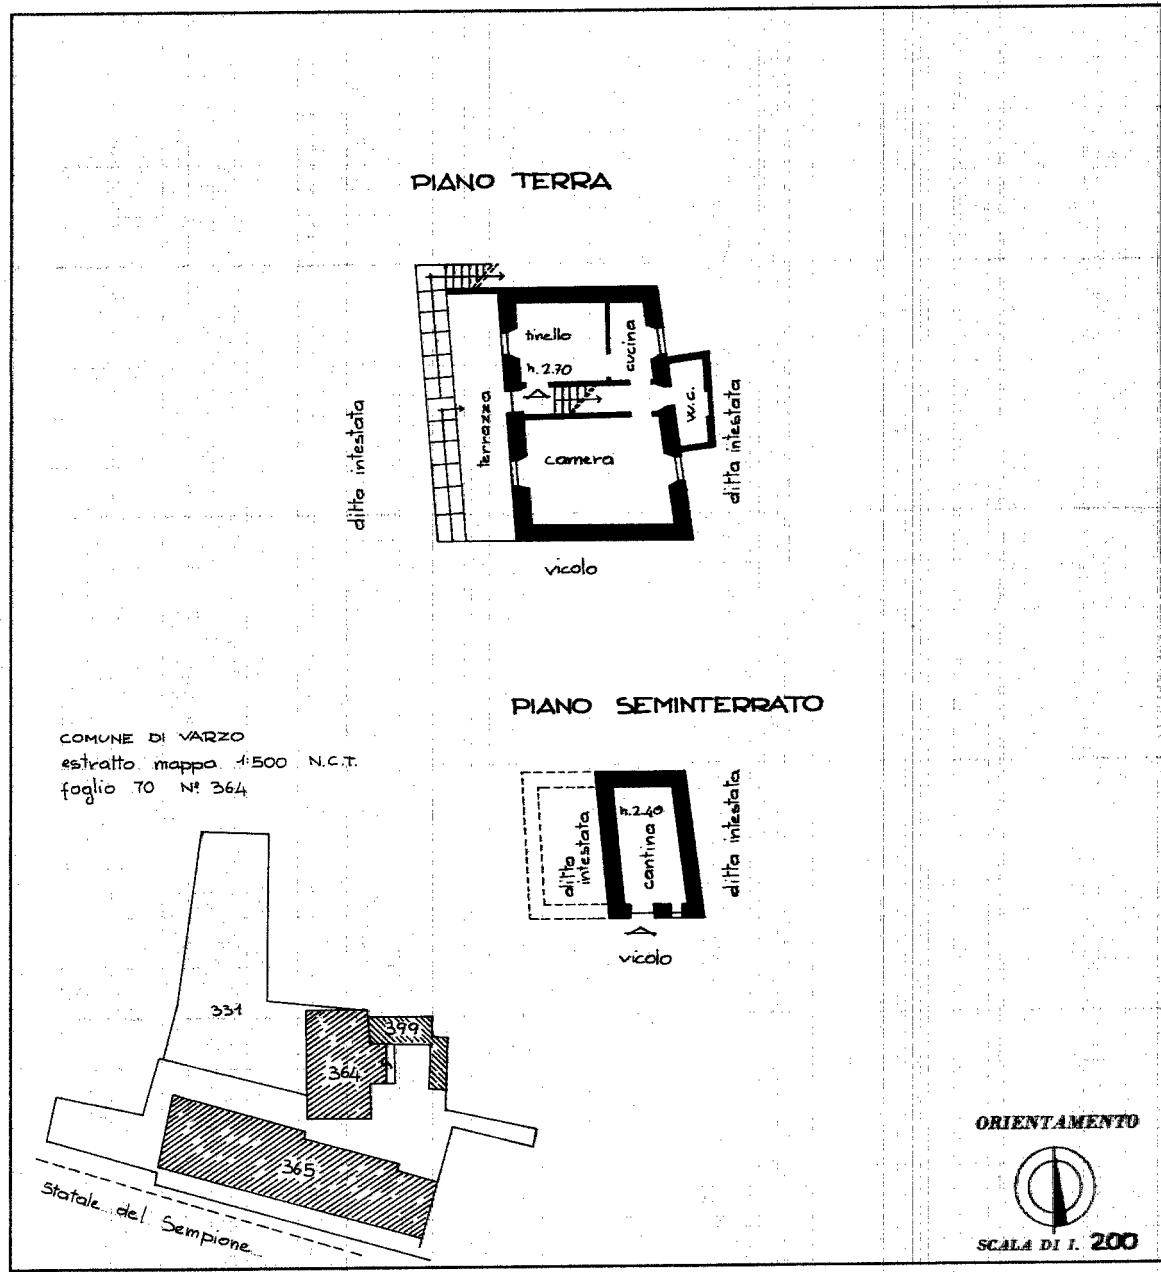 PIANO TERRA
tinello
h. 2.70
cucina
w.c.
terrazza
camera
ditta intestata
ditta intestata
vicolo
PIANO SEMINTERRATO
COMUNE DI VARZO
estratto mappa 1:500 N.C.T.
foglio 70 Nº 364
h. 2.40
cantina
ditta
intestata
ditta intestata
vicolo
331
399
364
365
Statale del Sempione
ORIENTAMENTO
SCALA DI 1. 200